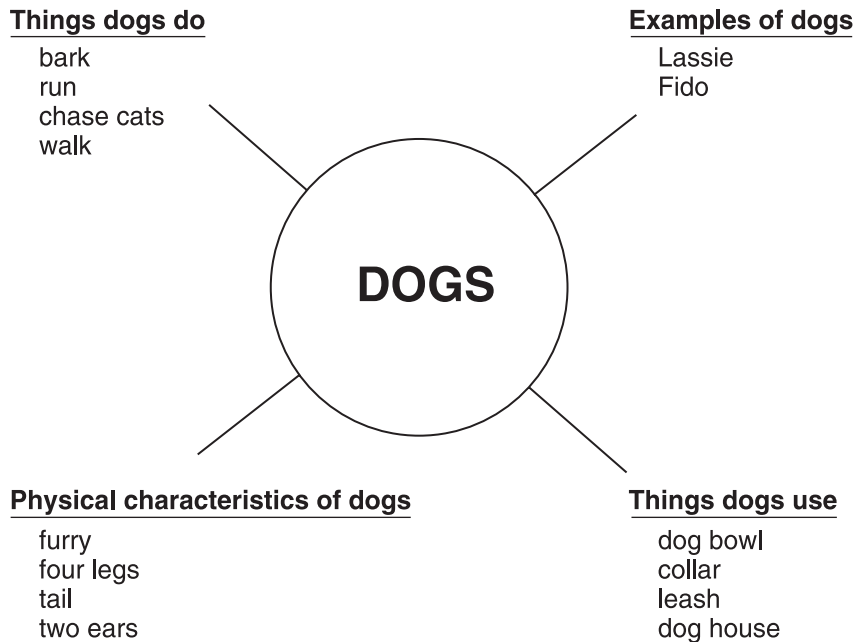 Things dogs do
bark
run
chase cats
walk
Examples of dogs
Lassie
Fido
DOGS
Physical characteristics of dogs
furry
four legs
tail
two ears
Things dogs use
dog bowl
collar
leash
dog house